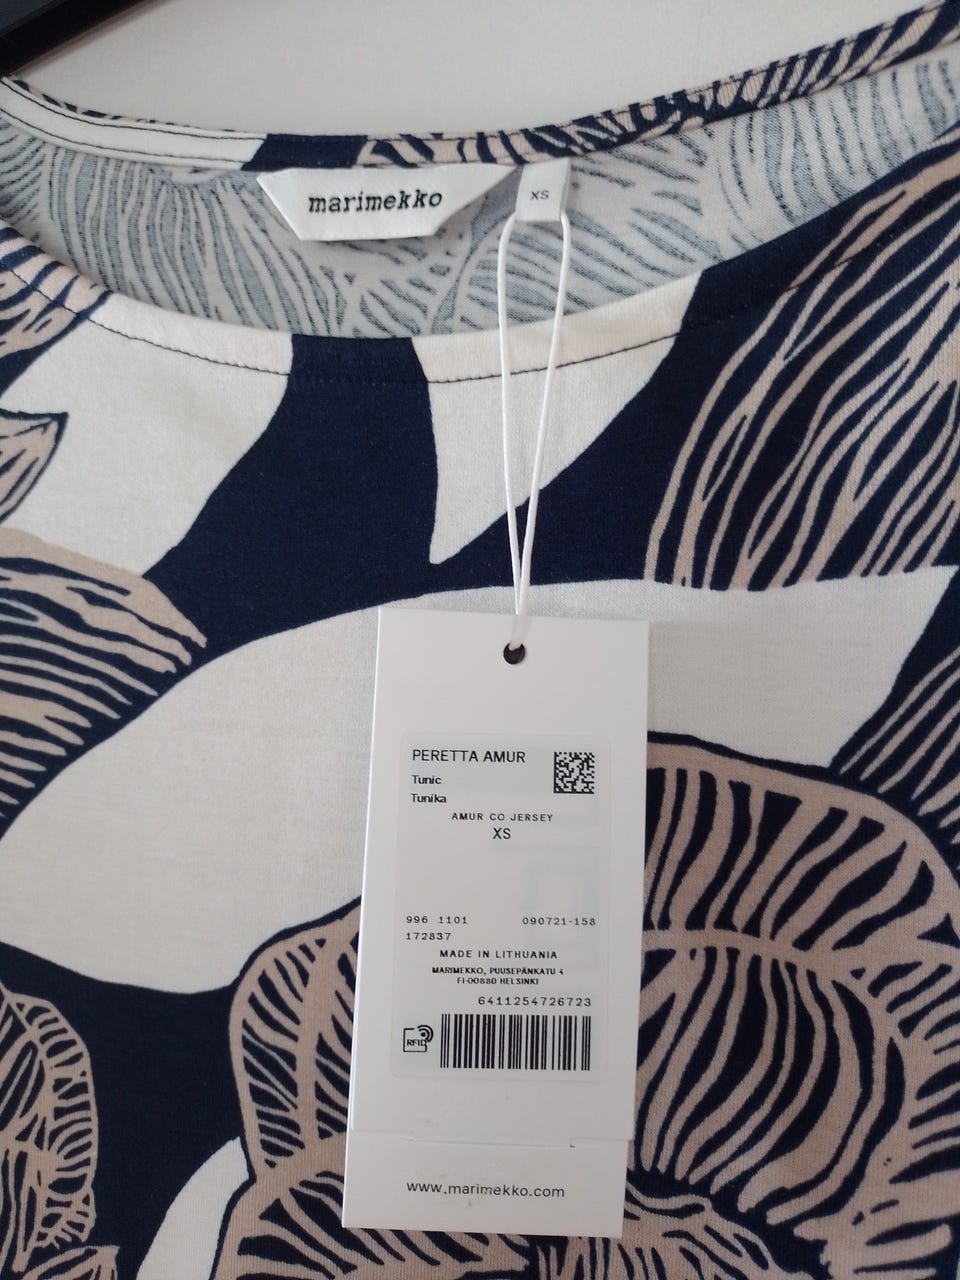 marimekko
XS
PERETTA AMUR
Tunic
Tunika
AMUR CO JERSEY
XS
996 1101 090721-158
172837
MADE IN LITHUANIA
MARIMEKKO, PUUSEPÄNKATU 4
FI-00880 HELSINKI
6411254726723
RFID
www.marimekko.com